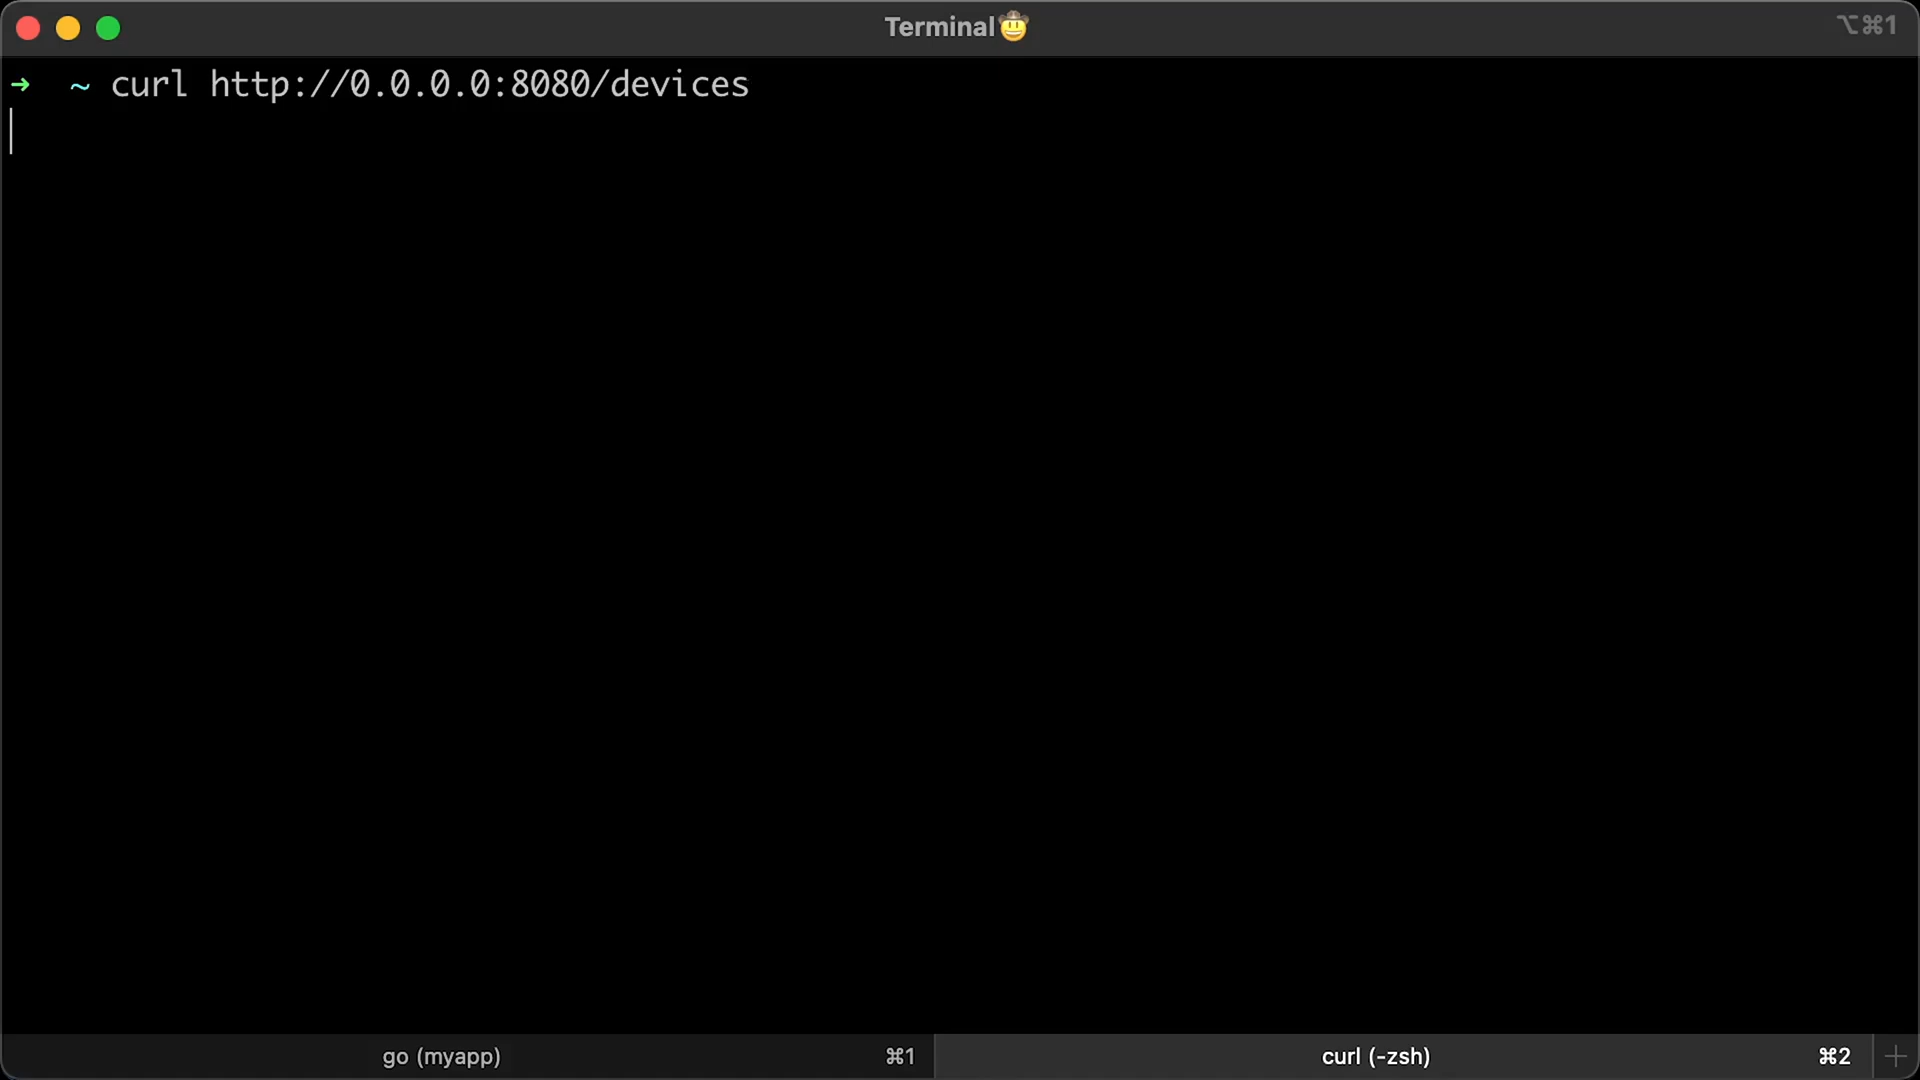 Terminal🤠
⌥⌘1
➜ ~ curl http://0.0.0.0:8080/devices
go (myapp) ⌘1
curl (-zsh) ⌘2